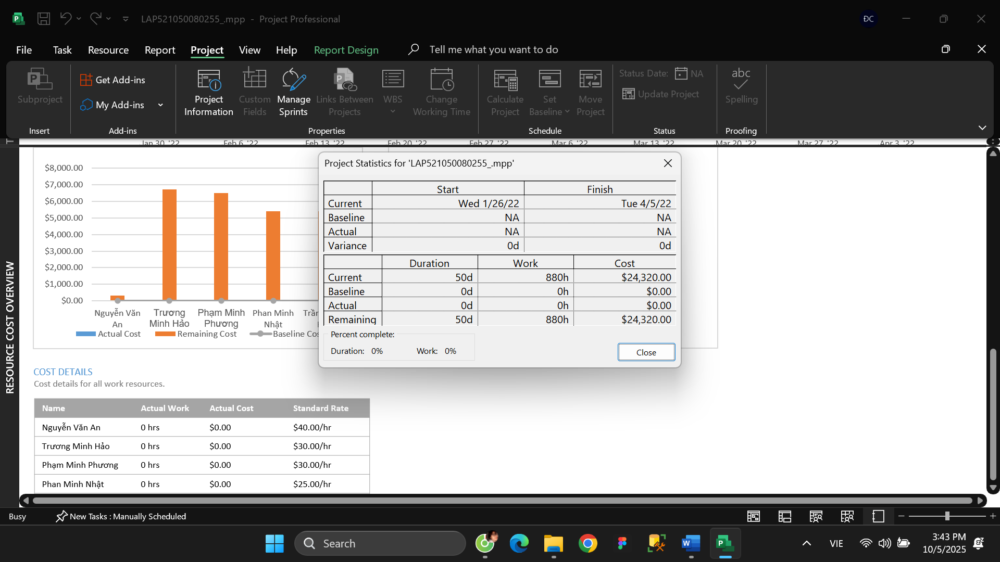 LAP521050080255_.mpp - Project Professional
ĐC
File Task Resource Report Project View Help Report Design Tell me what you want to do
Subproject
Insert
Get Add-ins
My Add-ins
Add-ins
Project Information
Custom Fields
Manage Sprints
Links Between Projects
WBS
Change Working Time
Properties
Calculate Project
Set Baseline
Move Project
Schedule
Status Date: NA
Update Project
Status
abc
Spelling
Proofing
Jan 30, '22 Feb 6, '22 Feb 13, '22 Feb 20, '22 Feb 27, '22 Mar 6, '22 Mar 13, '22 Mar 20, '22 Mar 27, '22 Apr 3, '22
RESOURCE COST OVERVIEW
$8,000.00
$7,000.00
$6,000.00
$5,000.00
$4,000.00
$3,000.00
$2,000.00
$1,000.00
$0.00
Nguyễn Văn An
Trương Minh Hảo
Phạm Minh Phương
Phan Minh Nhật
Actual Cost Remaining Cost Baseline
Project Statistics for 'LAP521050080255_.mpp'
Start Finish
Current Wed 1/26/22 Tue 4/5/22
Baseline NA NA
Actual NA NA
Variance 0d 0d
Duration Work Cost
Current 50d 880h $24,320.00
Baseline 0d 0h $0.00
Actual 0d 0h $0.00
Remaining 50d 880h $24,320.00
Percent complete:
Duration: 0% Work: 0%
Close
COST DETAILS
Cost details for all work resources.
Name Actual Work Actual Cost Standard Rate
Nguyễn Văn An 0 hrs $0.00 $40.00/hr
Trương Minh Hảo 0 hrs $0.00 $30.00/hr
Phạm Minh Phương 0 hrs $0.00 $30.00/hr
Phan Minh Nhật 0 hrs $0.00 $25.00/hr
Busy New Tasks : Manually Scheduled
Search
VIE
3:43 PM
10/5/2025